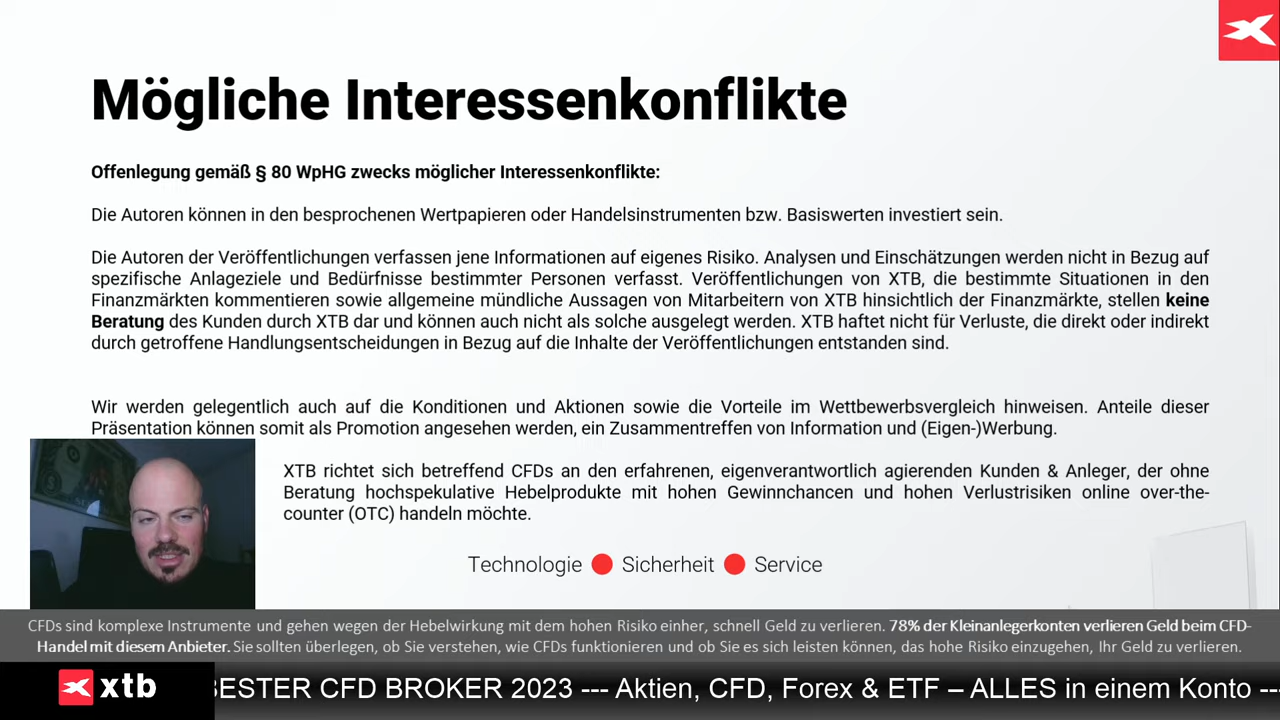 Mögliche Interessenkonflikte
Offenlegung gemäß § 80 WpHG zwecks möglicher Interessenkonflikte:
Die Autoren können in den besprochenen Wertpapieren oder Handelsinstrumenten bzw. Basiswerten investiert sein.
Die Autoren der Veröffentlichungen verfassen jene Informationen auf eigenes Risiko. Analysen und Einschätzungen werden nicht in Bezug auf
spezifische Anlageziele und Bedürfnisse bestimmter Personen verfasst. Veröffentlichungen von XTB, die bestimmte Situationen in den
Finanzmärkten kommentieren sowie allgemeine mündliche Aussagen von Mitarbeitern von XTB hinsichtlich der Finanzmärkte, stellen keine
Beratung des Kunden durch XTB dar und können auch nicht als solche ausgelegt werden. XTB haftet nicht für Verluste, die direkt oder indirekt
durch getroffene Handlungsentscheidungen in Bezug auf die Inhalte der Veröffentlichungen entstanden sind.
Wir werden gelegentlich auch auf die Konditionen und Aktionen sowie die Vorteile im Wettbewerbsvergleich hinweisen. Anteile dieser
Präsentation können somit als Promotion angesehen werden, ein Zusammentreffen von Information und (Eigen-)Werbung.
XTB richtet sich betreffend CFDs an den erfahrenen, eigenverantwortlich agierenden Kunden & Anleger, der ohne
Beratung hochspekulative Hebelprodukte mit hohen Gewinnchancen und hohen Verlustrisiken online over-the-
counter (OTC) handeln möchte.
Technologie Sicherheit Service
CFDs sind komplexe Instrumente und gehen wegen der Hebelwirkung mit dem hohen Risiko einher, schnell Geld zu verlieren. 78% der Kleinanlegerkonten verlieren Geld beim CFD-
Handel mit diesem Anbieter. Sie sollten überlegen, ob Sie verstehen, wie CFDs funktionieren und ob Sie es sich leisten können, das hohe Risiko einzugehen, Ihr Geld zu verlieren.
xtb BESTER CFD BROKER 2023 --- Aktien, CFD, Forex & ETF – ALLES in einem Konto --